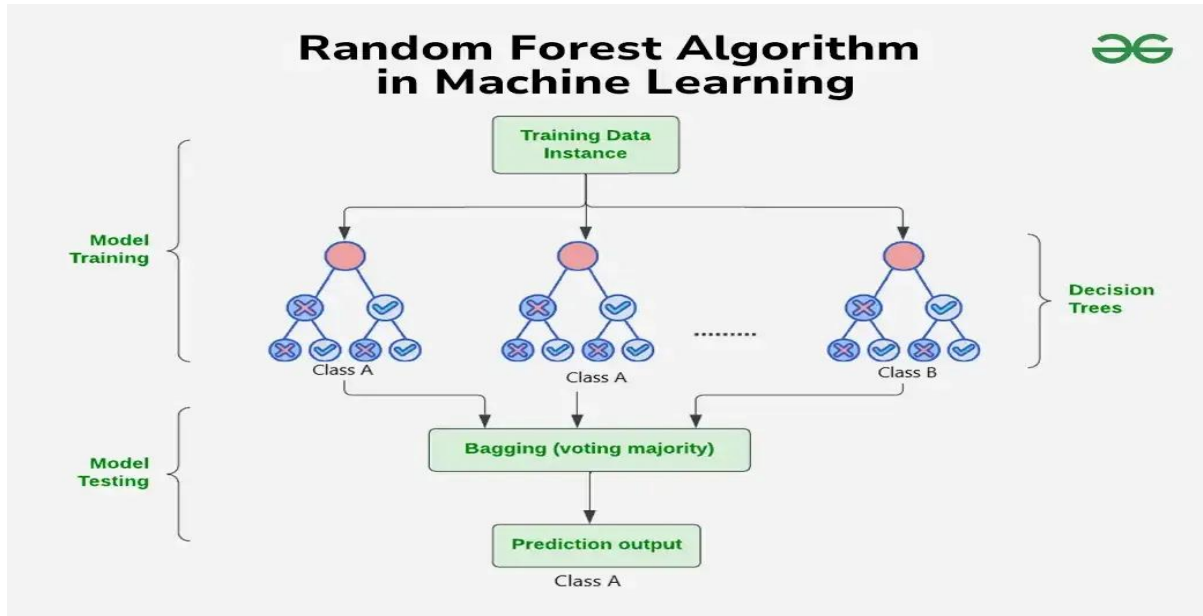 Random Forest Algorithm
in Machine Learning
Training Data
Instance
Model
Training
Decision
Trees
Class A
Class A
Class B
Bagging (voting majority)
Model
Testing
Prediction output
Class A